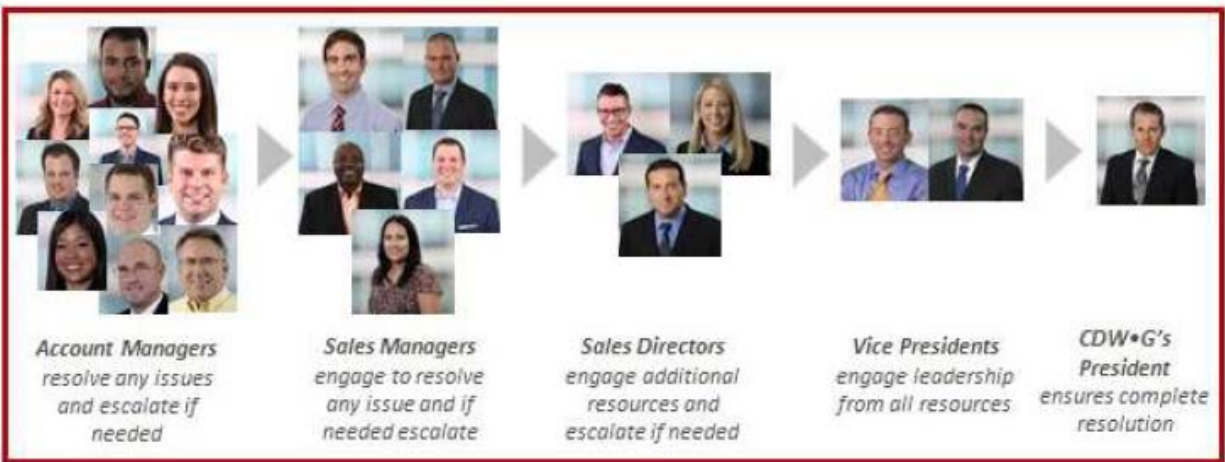 Account Managers
resolve any issues
and escalate if
needed
Sales Managers
engage to resolve
any issue and if
needed escalate
Sales Directors
engage additional
resources and
escalate if needed
Vice Presidents
engage leadership
from all resources
CDW•G's
President
ensures complete
resolution